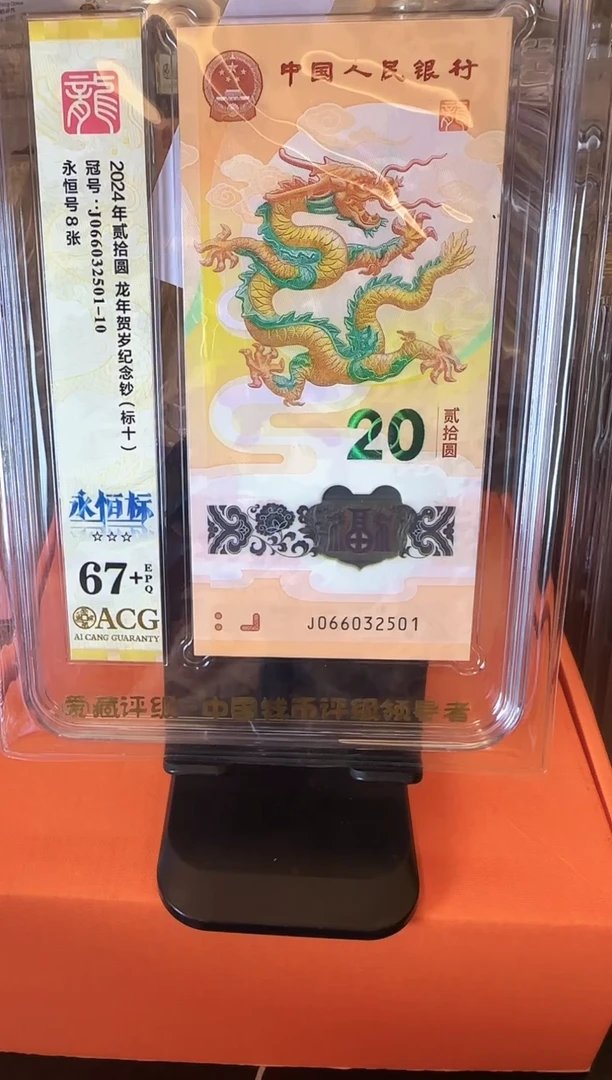 龍
2024年贰拾圆 龙年贺岁纪念钞(标十)
冠号:J066032501-10
永恒号8张
永恒标
☆☆☆
67+EPQ
ACG
AI CANG GUARANTY
中国人民银行
20
贰拾圆
J066032501
爱藏评级 中国钱币评级领导者